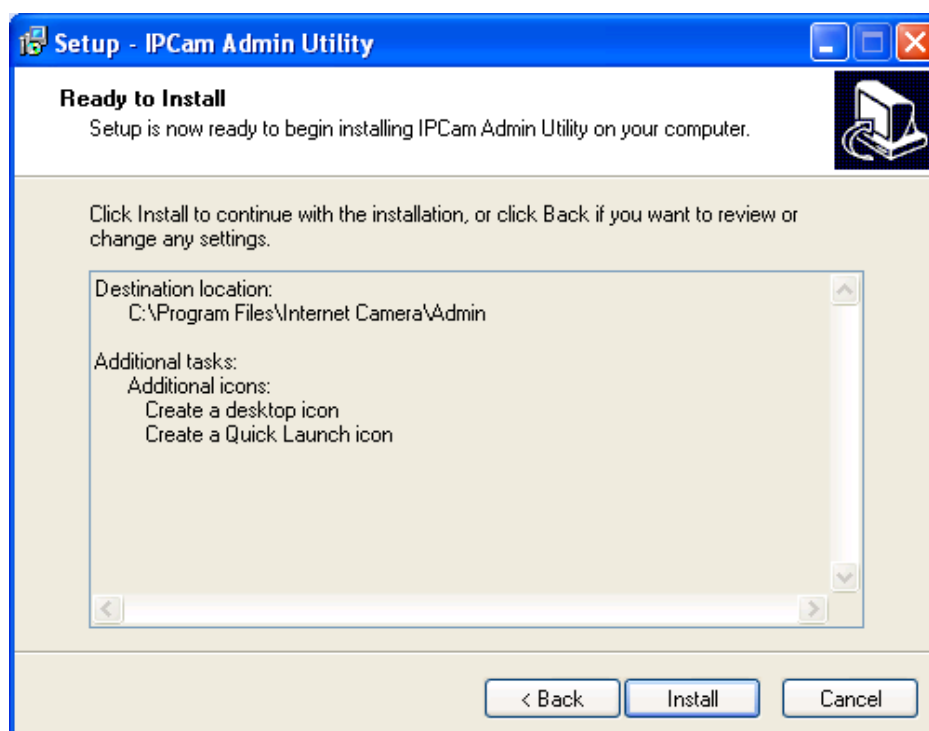 Setup - IPCam Admin Utility
Ready to Install
Setup is now ready to begin installing IPCam Admin Utility on your computer.
Click Install to continue with the installation, or click Back if you want to review or
change any settings.
Destination location:
C:\Program Files\Internet Camera\Admin
Additional tasks:
Additional icons:
Create a desktop icon
Create a Quick Launch icon
< Back
Install
Cancel